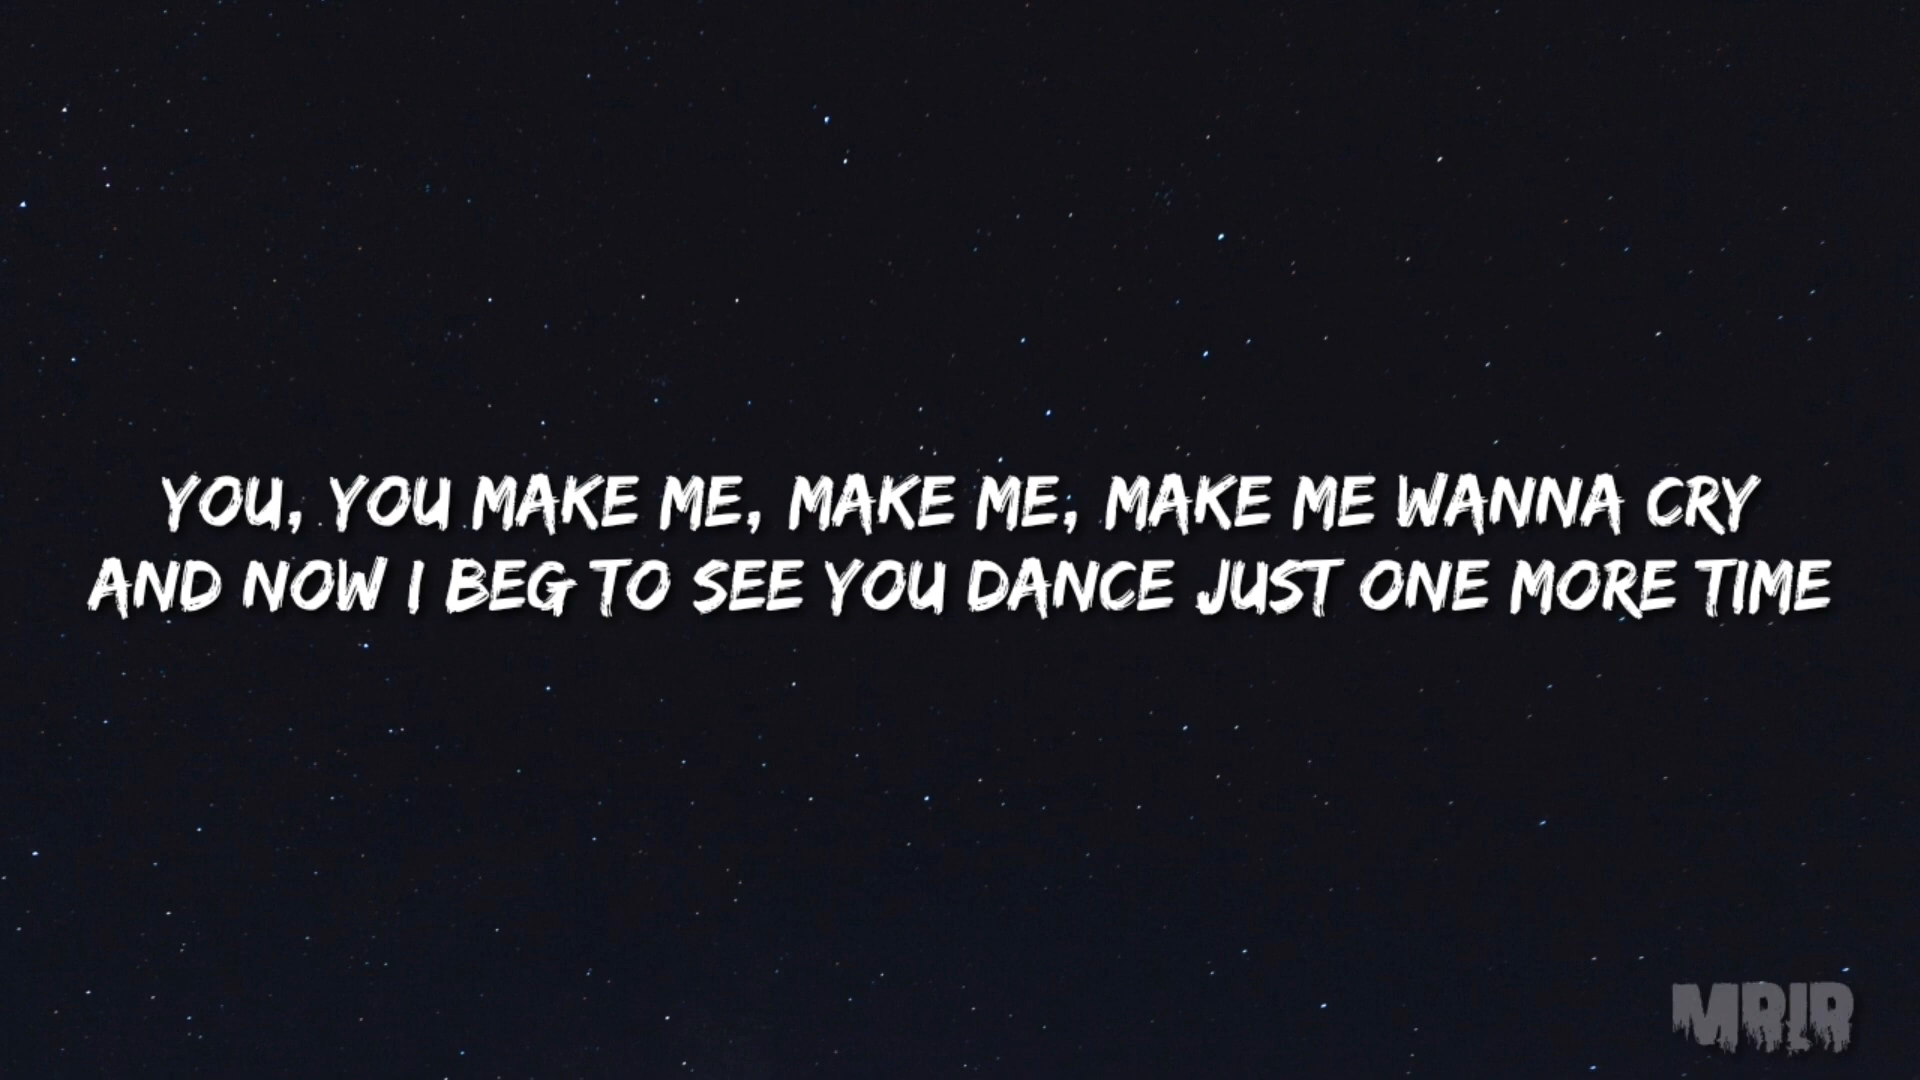 YOU, YOU MAKE ME, MAKE ME, MAKE ME WANNA CRY
AND NOW I BEG TO SEE YOU DANCE JUST ONE MORE TIME
MRLR